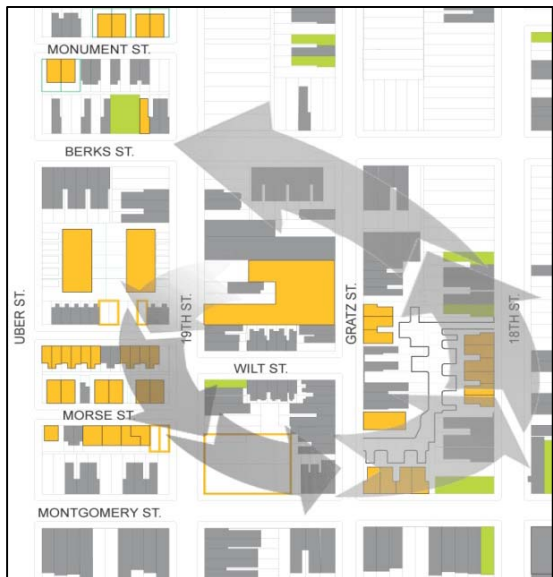 MONUMENT ST.
BERKS ST.
UBER ST.
19TH ST.
GRATZ ST.
18TH ST.
WILT ST.
MORSE ST.
MONTGOMERY ST.